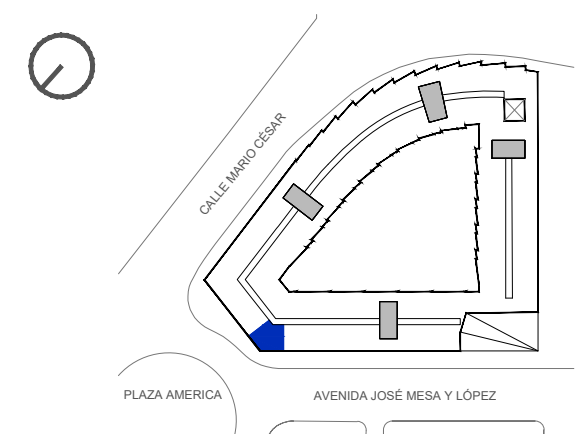 CALLE MARIO CÉSAR
PLAZA AMERICA
AVENIDA JOSÉ MESA Y LÓPEZ